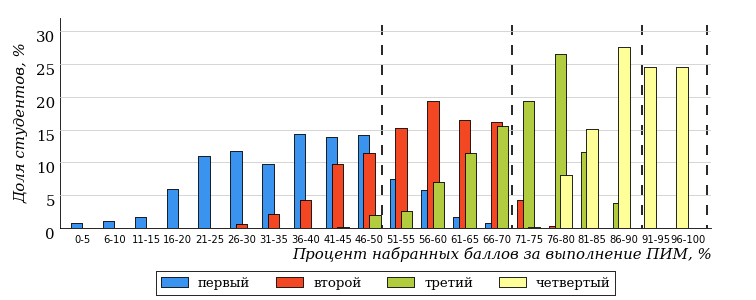 Доля студентов, %
30
25
20
15
10
5
0
0-5 6-10 11-15 16-20 21-25 26-30 31-35 36-40 41-45 46-50 51-55 56-60 61-65 66-70 71-75 76-80 81-85 86-90 91-95 96-100
Процент набранных баллов за выполнение ПИМ, %
первый второй третий четвертый